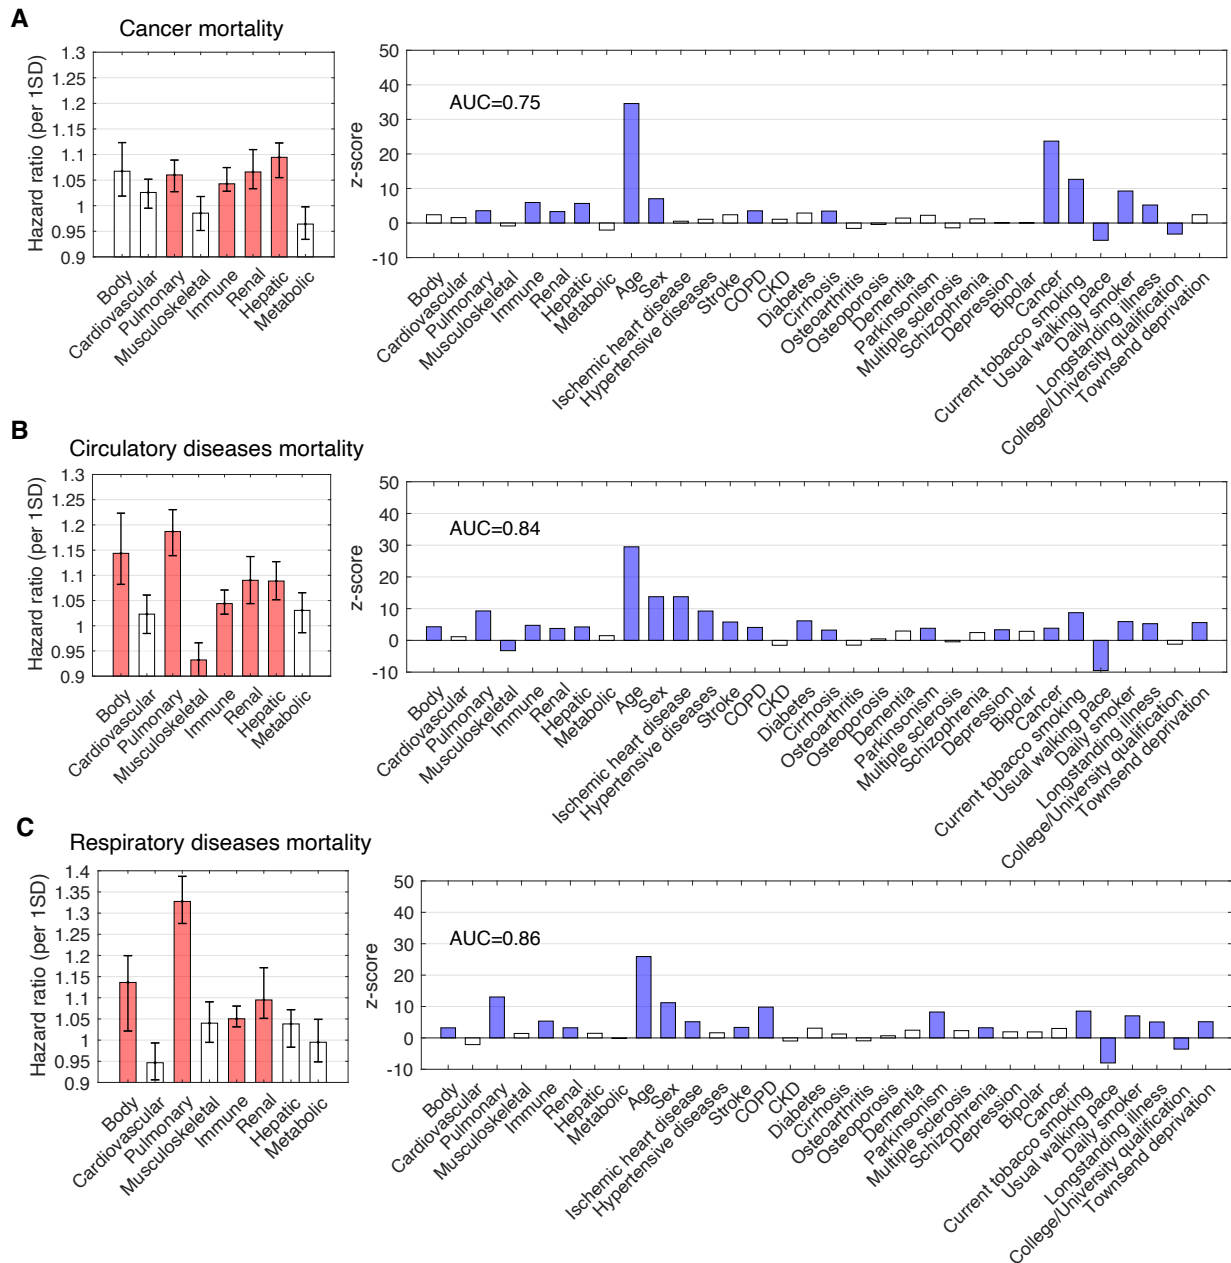 A
Cancer mortality
Hazard ratio (per 1SD)
1.3
1.25
1.2
1.15
1.1
1.05
1
0.95
0.9
Body
Cardiovascular
Pulmonary
Musculoskeletal
Immune
Renal
Hepatic
Metabolic
z-score
50
40
30
20
10
0
-10
AUC=0.75
Body
Cardiovascular
Pulmonary
Musculoskeletal
Immune
Renal
Hepatic
Metabolic
Age
Sex
Ischemic heart disease
Hypertensive diseases
Stroke
COPD
CKD
Diabetes
Cirrhosis
Osteoarthritis
Osteoporosis
Dementia
Parkinsonism
Multiple sclerosis
Schizophrenia
Depression
Bipolar
Cancer
Current tobacco smoking
Usual walking pace
Daily smoker
Longstanding illness
College/University qualification
Townsend deprivation
B
Circulatory diseases mortality
Hazard ratio (per 1SD)
1.3
1.25
1.2
1.15
1.1
1.05
1
0.95
0.9
Body
Cardiovascular
Pulmonary
Musculoskeletal
Immune
Renal
Hepatic
Metabolic
z-score
50
40
30
20
10
0
-10
AUC=0.84
Body
Cardiovascular
Pulmonary
Musculoskeletal
Immune
Renal
Hepatic
Metabolic
Age
Sex
Ischemic heart disease
Hypertensive diseases
Stroke
COPD
CKD
Diabetes
Cirrhosis
Osteoarthritis
Osteoporosis
Dementia
Parkinsonism
Multiple sclerosis
Schizophrenia
Depression
Bipolar
Cancer
Current tobacco smoking
Usual walking pace
Daily smoker
Longstanding illness
College/University qualification
Townsend deprivation
C
Respiratory diseases mortality
Hazard ratio (per 1SD)
1.4
1.3
1.35
1.3
1.15
1.1
1.05
1
0.95
0.9
Body
Cardiovascular
Pulmonary
Musculoskeletal
Immune
Renal
Hepatic
Metabolic
z-score
50
40
30
20
10
0
-10
AUC=0.86
Body
Cardiovascular
Pulmonary
Musculoskeletal
Immune
Renal
Hepatic
Metabolic
Age
Sex
Ischemic heart disease
Hypertensive diseases
Stroke
COPD
CKD
Diabetes
Cirrhosis
Osteoarthritis
Osteoporosis
Dementia
Parkinsonism
Multiple sclerosis
Schizophrenia
Depression
Bipolar
Cancer
Current tobacco smoking
Usual walking pace
Daily smoker
Longstanding illness
College/University qualification
Townsend deprivation